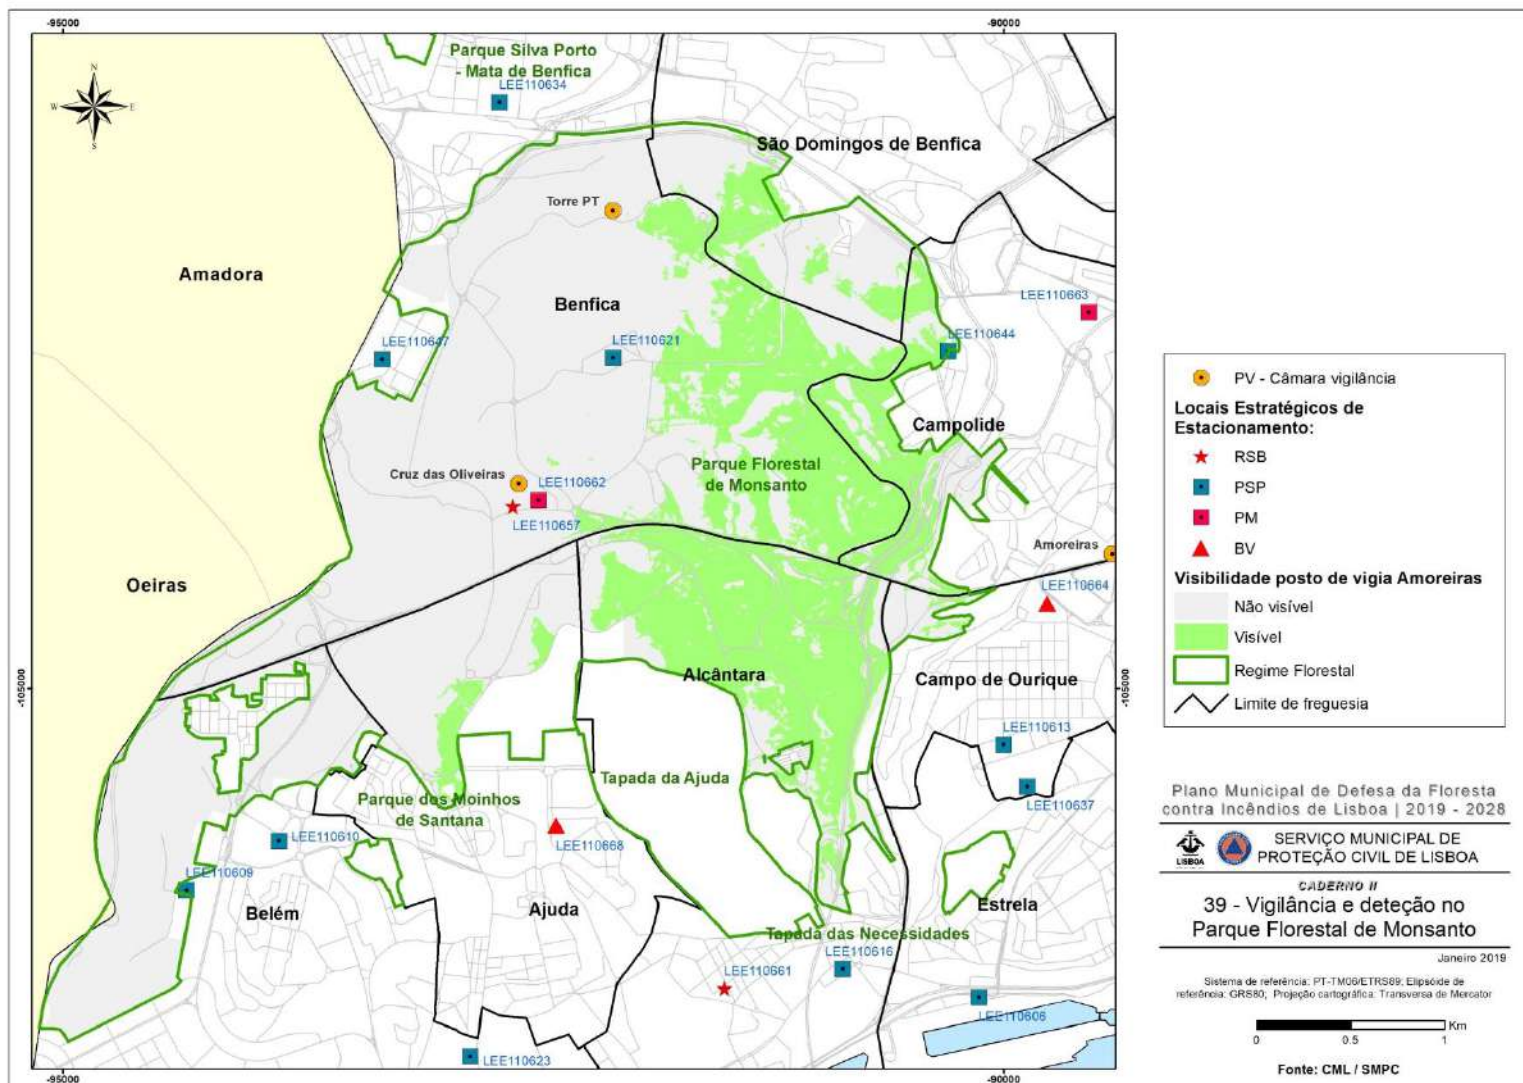 -95000
-90000
Parque Silva Porto
- Mata de Benfica
LEE110634
N
W
E
S
São Domingos de Benfica
Torre PT
Amadora
Benfica
LEE110663
LEE110647
LEE110621
LEE110644
Campolide
Parque Florestal
de Monsanto
Cruz das Oliveiras
LEE110662
LEE110657
Amoreiras
Oeiras
LEE110664
-105000
Alcântara
Campo de Ourique
-105000
LEE110613
Tapada da Ajuda
LEE110637
Parque dos Moinhos
de Santana
LEE110610
LEE110668
LEE110609
Belém
Ajuda
Estrela
Tapada das Necessidades
LEE110616
LEE110661
LEE110606
LEE110623
-95000
-90000
PV - Câmara vigilância
Locais Estratégicos de
Estacionamento:
RSB
PSP
PM
BV
Visibilidade posto de vigia Amoreiras
Não visível
Visível
Regime Florestal
Limite de freguesia
Plano Municipal de Defesa da Floresta
contra Incêndios de Lisboa | 2019 - 2028
LISBOA
SERVIÇO MUNICIPAL DE
PROTEÇÃO CIVIL DE LISBOA
CADERNO II
39 - Vigilância e deteção no
Parque Florestal de Monsanto
Janeiro 2019
Sistema de referência: PT-TM06/ETRS89; Elipsóide de
referência: GRS80; Projeção cartográfica: Transversa de Mercator
Km
0
0.5
1
Fonte: CML / SMPC